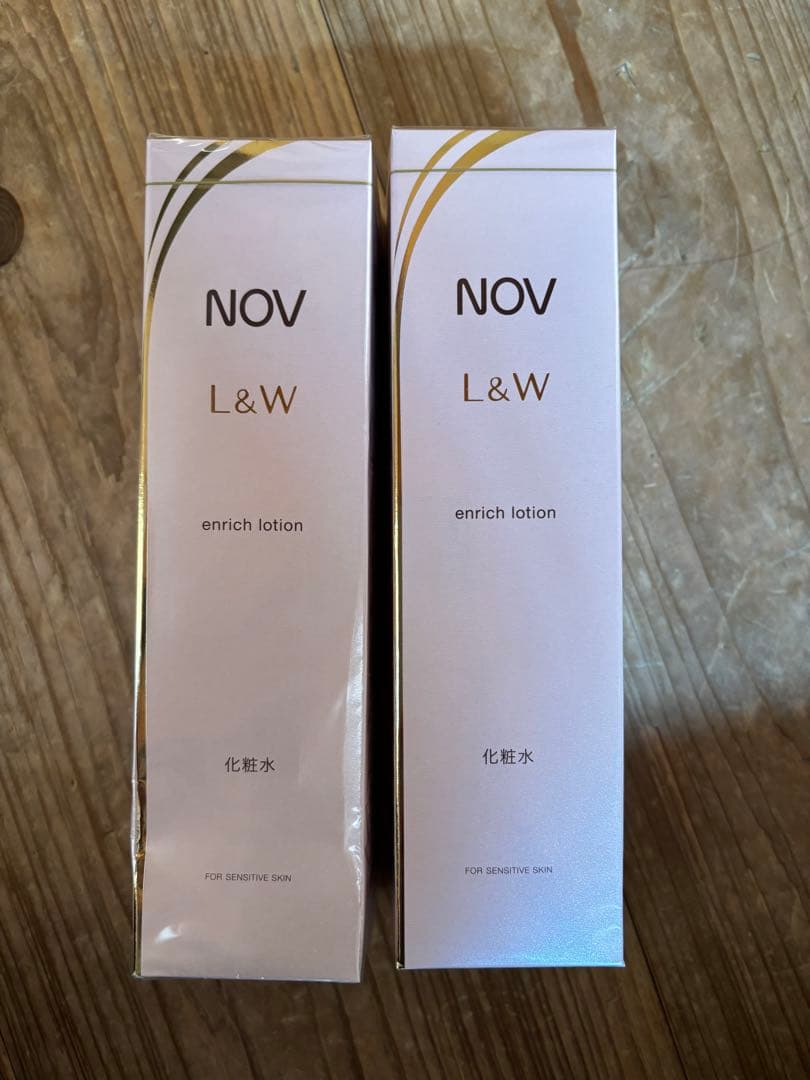 NOV
L&W
enrich lotion
化粧水
FOR SENSITIVE SKIN
NOV
L&W
enrich lotion
化粧水
FOR SENSITIVE SKIN